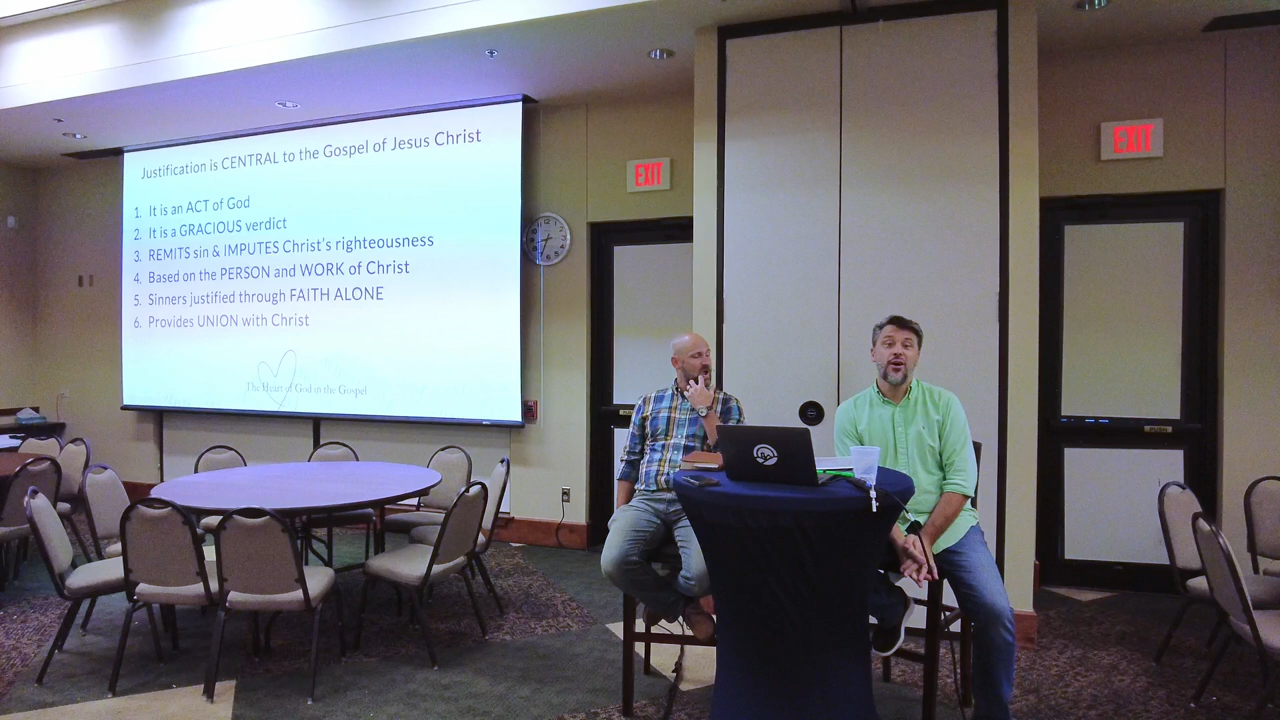 Justification is CENTRAL to the Gospel of Jesus Christ
1. It is an ACT of God
2. It is a GRACIOUS verdict
3. REMITS sin & IMPUTES Christ's righteousness
4. Based on the PERSON and WORK of Christ
5. Sinners justified through FAITH ALONE
6. Provides UNION with Christ
The Heart of God in the Gospel
EXIT
EXIT
PUSH